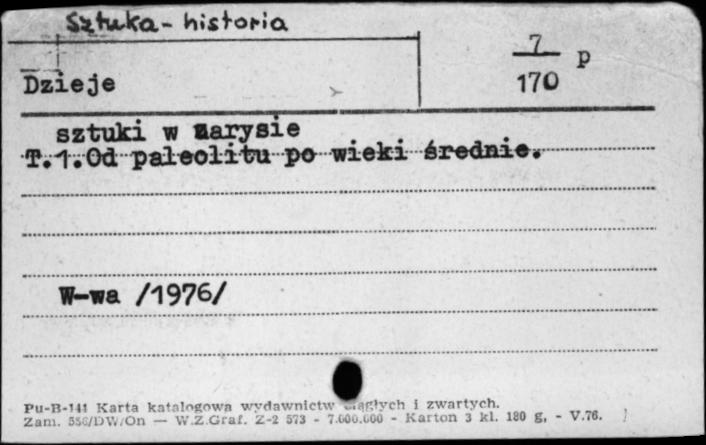 Sztuka - historia
7 p
170
Dzieje
sztuki w zarysie
T.1.Od paleolitu po wieki średnie.
W-wa /1976/
Pu-B-141 Karta katalogowa wydawnictw ciągłych i zwartych.
Zam. 556/DW/On — W.Z.Graf. Z-2 573 - 7.000.000 - Karton 3 kl. 180 g, - V.76.